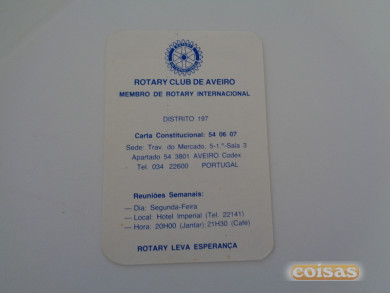 ROTARY CLUB DE AVEIRO
MEMBRO DE ROTARY INTERNACIONAL
DISTRITO 197
Carta Constitucional: 54 06 07
Sede: Trav. do Mercado, 5-1.º-Sala 3
Apartado 54 3801 AVEIRO Codex
Tel. 034 22600 PORTUGAL
Reuniões Semanais:
— Dia: Segunda-Feira
— Local: Hotel Imperial (Tel. 22141)
— Hora: 20H00 (Jantar) 21H30 (Café)
ROTARY LEVA ESPERANÇA
coisas